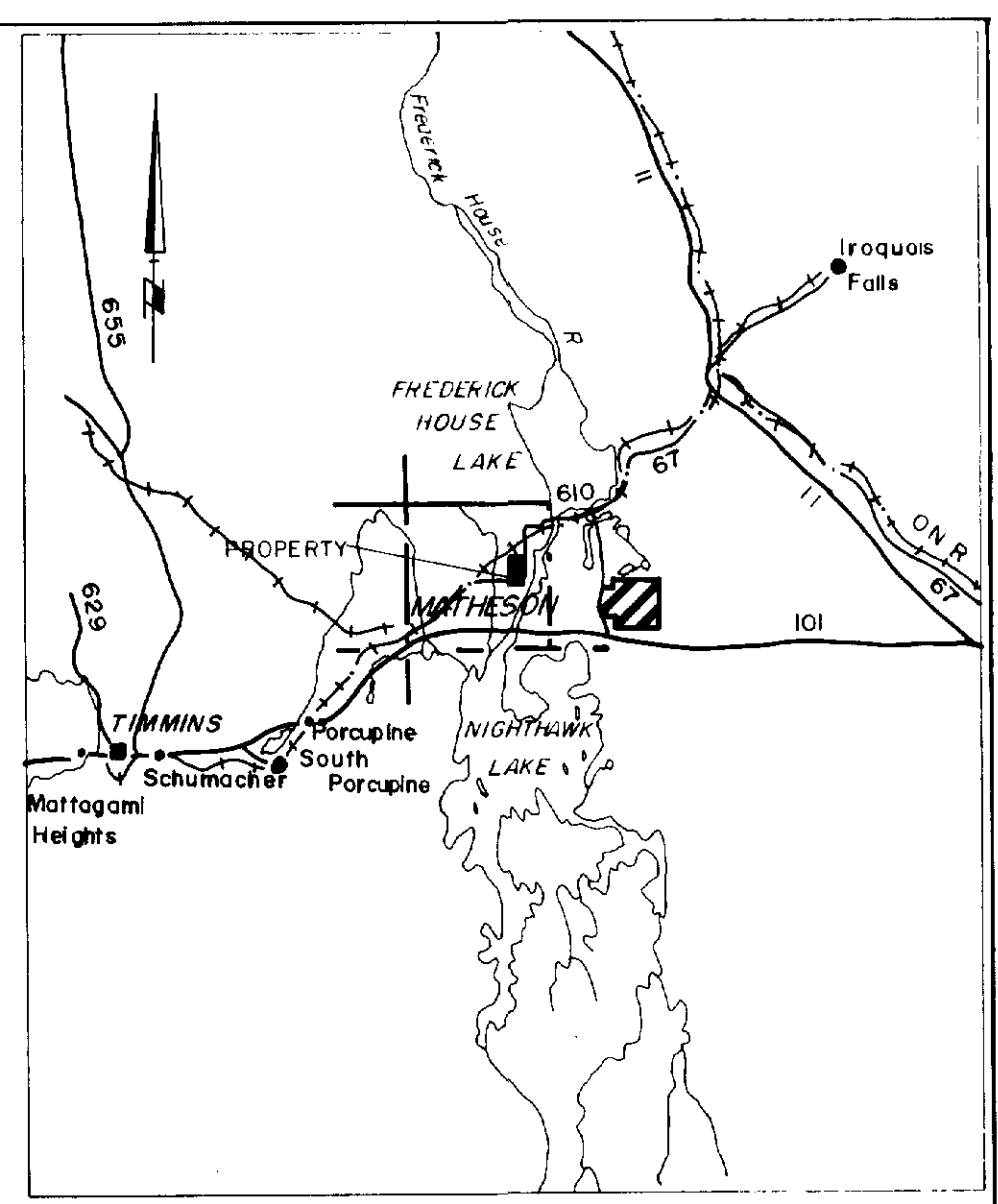 Frederick
House
R
11
Iroquois
Falls
655
FREDERICK
HOUSE
LAKE
67
610
11
ONR
67
PROPERTY
MATHESON
629
101
TIMMINS
Porcupine
South
Porcupine
Schumacher
NIGHTHAWK
LAKE
Mattagami
Heights